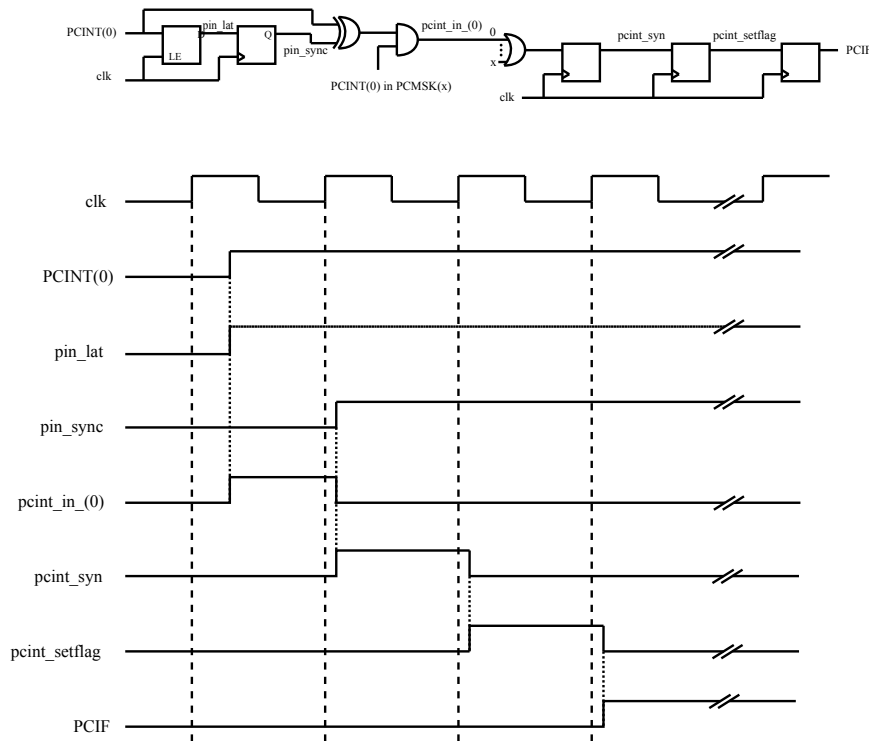 PCINT(0)
D
pin_lat
Q
LE
pin_sync
clk
pcint_in_(0)
0
x
PCINT(0) in PCMSK(x)
clk
pcint_syn
pcint_setflag
PCIF
clk
PCINT(0)
pin_lat
pin_sync
pcint_in_(0)
pcint_syn
pcint_setflag
PCIF